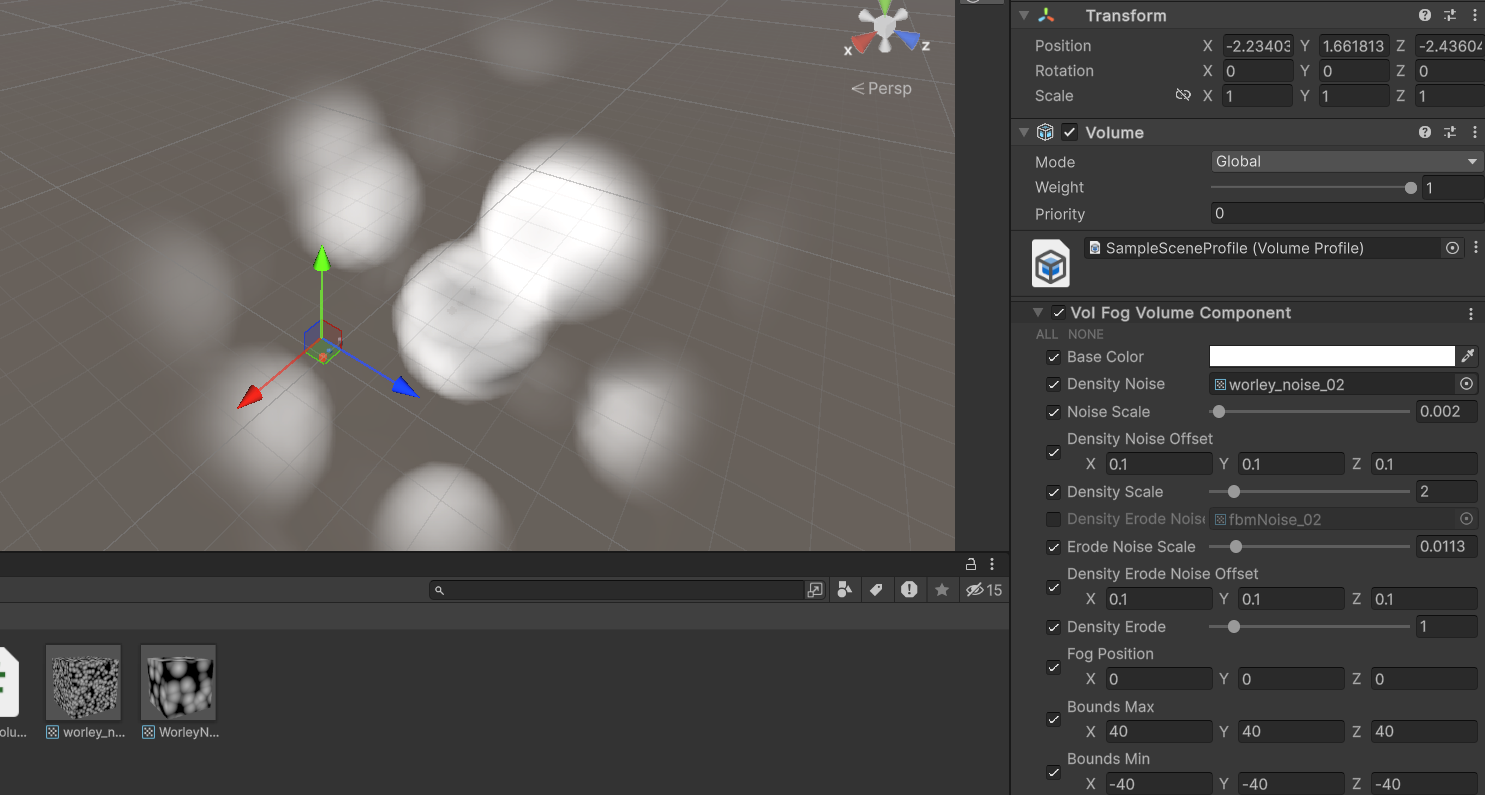 x
z
< Persp
15
olu...
worley_n...
WorleyN...
Transform
Position X -2.23403 Y 1.661813 Z -2.43604
Rotation X 0 Y 0 Z 0
Scale X 1 Y 1 Z 1
Volume
Mode Global
Weight 1
Priority 0
SampleSceneProfile (Volume Profile)
Vol Fog Volume Component
ALL NONE
Base Color
Density Noise worley_noise_02
Noise Scale 0.002
Density Noise Offset
X 0.1 Y 0.1 Z 0.1
Density Scale 2
Density Erode Noise fbmNoise_02
Erode Noise Scale 0.0113
Density Erode Noise Offset
X 0.1 Y 0.1 Z 0.1
Density Erode 1
Fog Position
X 0 Y 0 Z 0
Bounds Max
X 40 Y 40 Z 40
Bounds Min
X -40 Y -40 Z -40